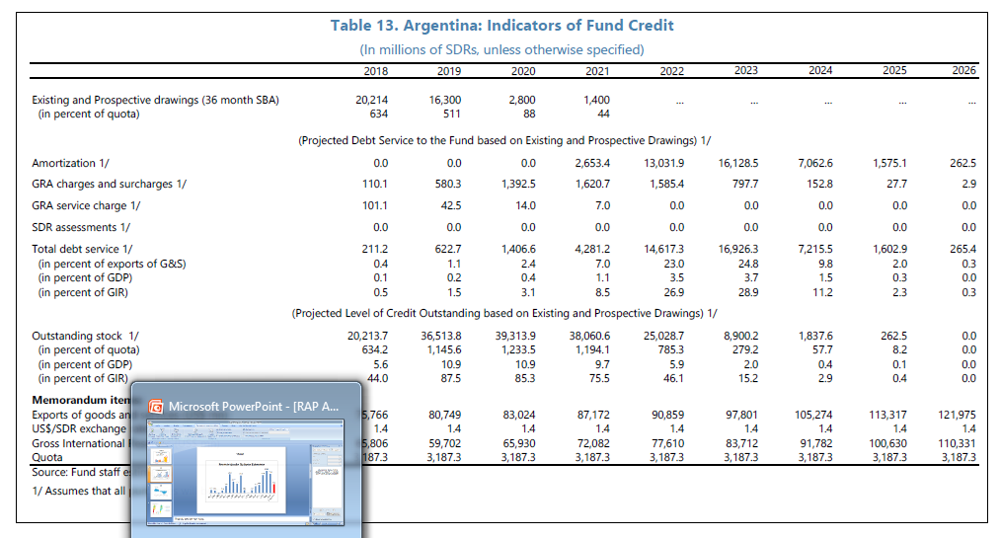 Table 13. Argentina: Indicators of Fund Credit
(In millions of SDRs, unless otherwise specified)
2018 2019 2020 2021 2022 2023 2024 2025 2026
Existing and Prospective drawings (36 month SBA) 20,214 16,300 2,800 1,400 ... ... ... ... ...
(in percent of quota) 634 511 88 44
(Projected Debt Service to the Fund based on Existing and Prospective Drawings) 1/
Amortization 1/ 0.0 0.0 0.0 2,653.4 13,031.9 16,128.5 7,062.6 1,575.1 262.5
GRA charges and surcharges 1/ 110.1 580.3 1,392.5 1,620.7 1,585.4 797.7 152.8 27.7 2.9
GRA service charge 1/ 101.1 42.5 14.0 7.0 0.0 0.0 0.0 0.0 0.0
SDR assessments 1/ 0.0 0.0 0.0 0.0 0.0 0.0 0.0 0.0 0.0
Total debt service 1/ 211.2 622.7 1,406.6 4,281.2 14,617.3 16,926.3 7,215.5 1,602.9 265.4
(in percent of exports of G&S) 0.4 1.1 2.4 7.0 23.0 24.8 9.8 2.0 0.3
(in percent of GDP) 0.1 0.2 0.4 1.1 3.5 3.7 1.5 0.3 0.0
(in percent of GIR) 0.5 1.5 3.1 8.5 26.9 28.9 11.2 2.3 0.3
(Projected Level of Credit Outstanding based on Existing and Prospective Drawings) 1/
Outstanding stock 1/ 20,213.7 36,513.8 39,313.9 38,060.6 25,028.7 8,900.2 1,837.6 262.5 0.0
(in percent of quota) 634.2 1,145.6 1,233.5 1,194.1 785.3 279.2 57.7 8.2 0.0
(in percent of GDP) 5.6 10.9 10.9 9.7 5.9 2.0 0.4 0.1 0.0
(in percent of GIR) 44.0 87.5 85.3 75.5 46.1 15.2 2.9 0.4 0.0
Memorandum item
Exports of goods an 5,766 80,749 83,024 87,172 90,859 97,801 105,274 113,317 121,975
US$/SDR exchange 1.4 1.4 1.4 1.4 1.4 1.4 1.4 1.4
Gross International 5,806 59,702 65,930 72,082 77,610 83,712 91,782 100,630 110,331
Quota 187.3 3,187.3 3,187.3 3,187.3 3,187.3 3,187.3 3,187.3 3,187.3 3,187.3
Source: Fund staff e
1/ Assumes that all
Microsoft PowerPoint - [RAP A...